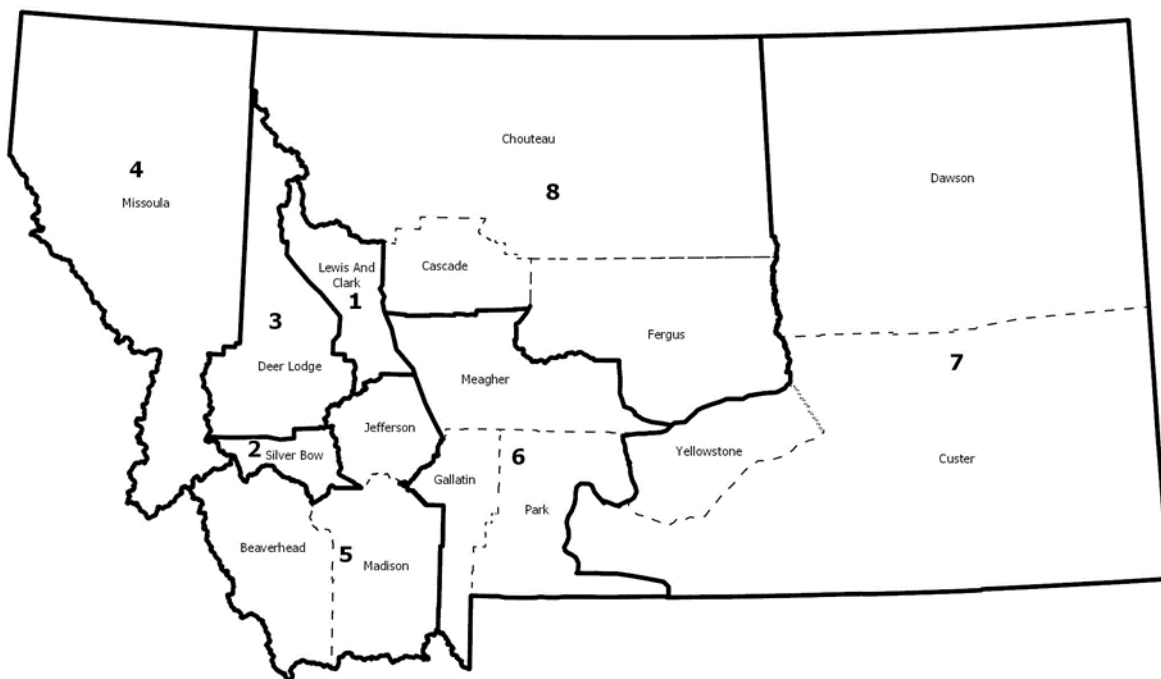 Chouteau
4
8
Dawson
Missoula
Cascade
Lewis And
Clark
1
3
Fergus
Deer Lodge
7
Meagher
Jefferson
2
Silver Bow
6
Yellowstone
Custer
Gallatin
Park
Beaverhead
5
Madison